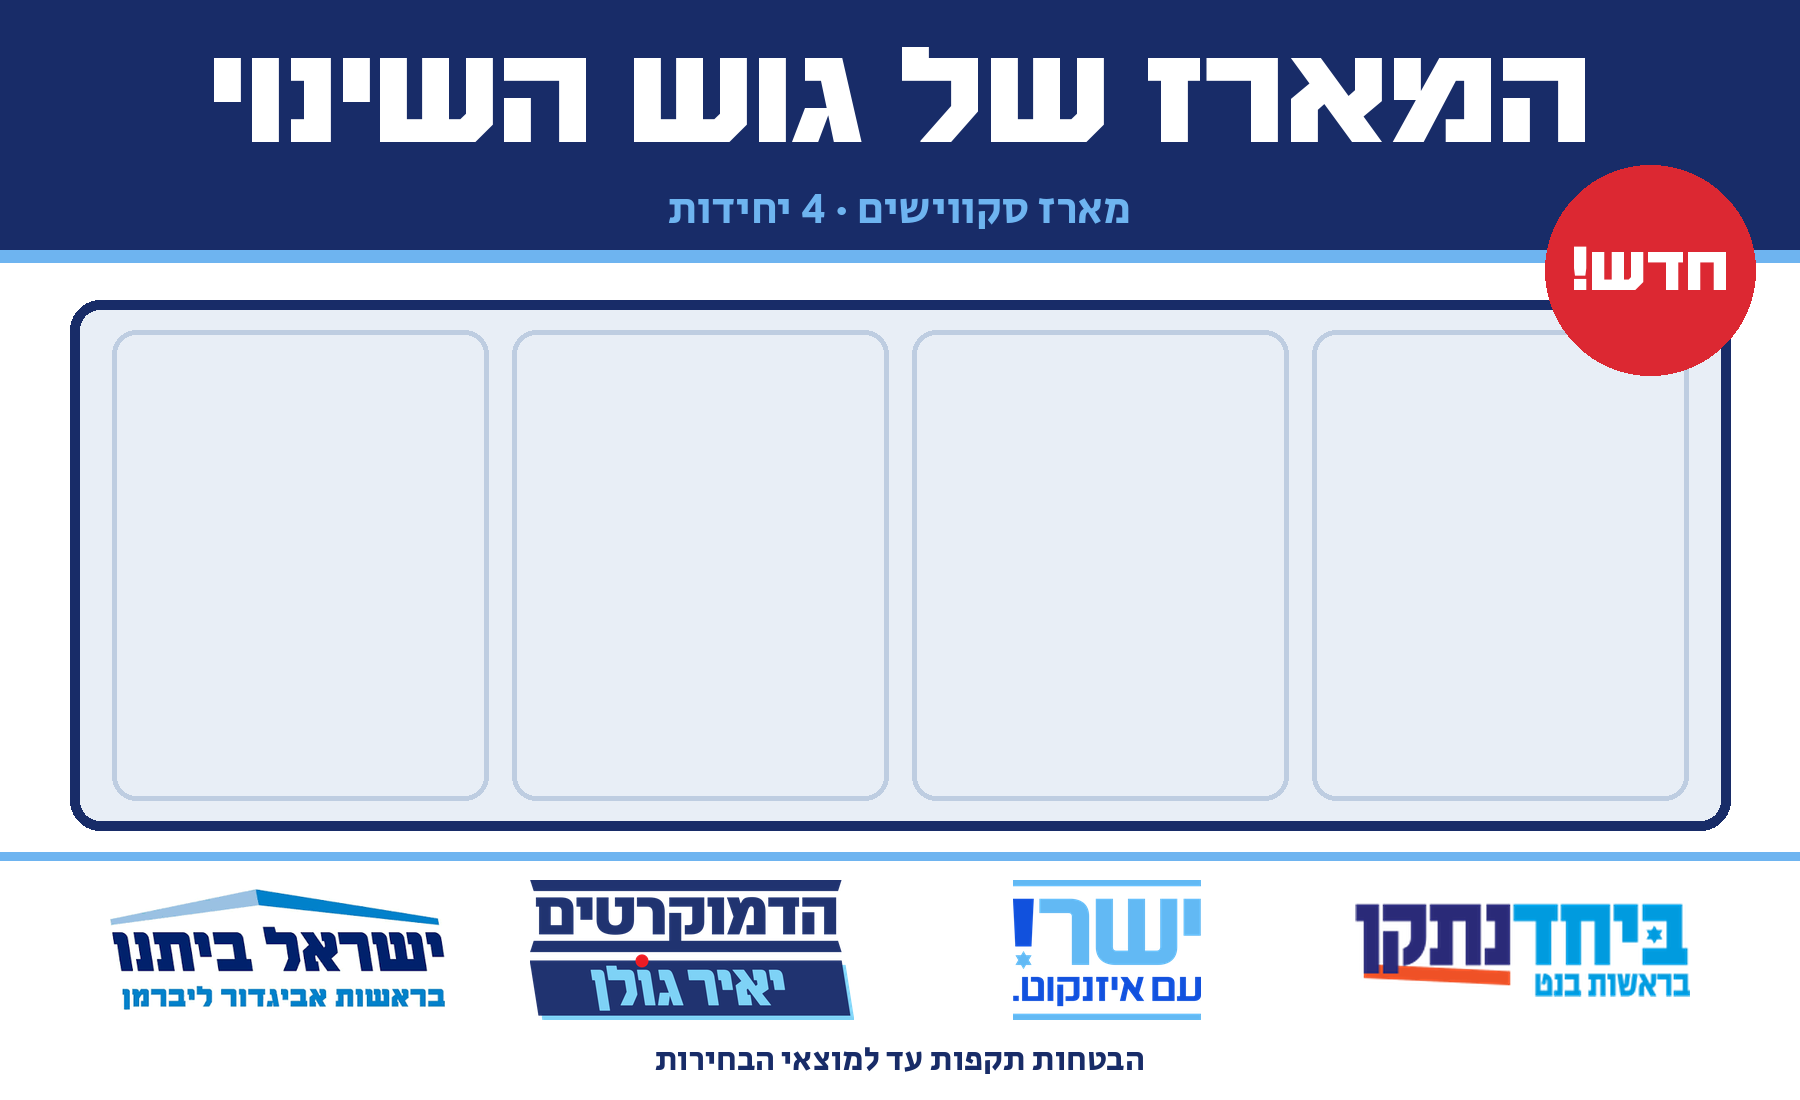 המארז של גוש השינוי
מארז סקווישים · 4 יחידות
חדש!
ביחד נתקן
בראשות בנט
ישר!
עם איזנקוט.
הדמוקרטים
יאיר גולן
ישראל ביתנו
בראשות אביגדור ליברמן
הבטחות תקפות עד למוצאי הבחירות